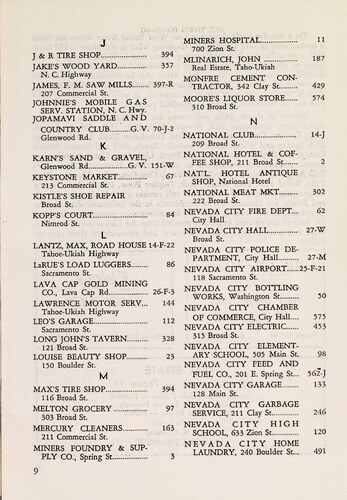 J
J & R TIRE SHOP 394
JAKE'S WOOD YARD 357
N. C. Highway
JAMES, F. M. SAW MILLS 397-R
207 Commercial St.
JOHNNIE'S MOBILE GAS
SERV. STATION, N. C. Hwy.
JOPAMAVI SADDLE AND
COUNTRY CLUB G. V. 70-J-2
Glenwood Rd.
K
KARN'S SAND & GRAVEL,
Glenwood Rd. G. V. 151-W
KEYSTONE MARKET 67
213 Commercial St.
KISTLE'S SHOE REPAIR
Broad St.
KOPP'S COURT 84
Nimrod St.
L
LANTZ, MAX, ROAD HOUSE 14-F-22
Tahoe-Ukiah Highway
LaRUE'S LOAD LUGGERS 86
Sacramento St.
LAVA CAP GOLD MINING
CO., Lava Cap Rd. 26-F-3
LAWRENCE MOTOR SERV. 144
Tahoe-Ukiah Highway
LEO'S GARAGE 112
Sacramento St.
LONG JOHN'S TAVERN 328
121 Broad St.
LOUISE BEAUTY SHOP 23
150 Boulder St.
M
MAX'S TIRE SHOP 394
116 Broad St.
MELTON GROCERY 97
303 Broad St.
MERCURY CLEANERS 163
211 Commercial St.
MINERS FOUNDRY & SUP-
PLY CO., Spring St. 3
9
MINERS HOSPITAL 11
700 Zion St.
MLINARICH, JOHN 187
Real Estate, Taho-Ukiah
MONFRE CEMENT CON-
TRACTOR, 342 Clay St. 429
MOORE'S LIQUOR STORE 574
310 Broad St.
N
NATIONAL CLUB 14-J
209 Broad St.
NATIONAL HOTEL & COF-
FEE SHOP, 211 Broad St. 2
NAT'L HOTEL ANTIQUE
SHOP, National Hotel
NATIONAL MEAT MKT. 302
222 Broad St.
NEVADA CITY FIRE DEPT. 62
City Hall
NEVADA CITY HALL 27-W
Broad St.
NEVADA CITY POLICE DE-
PARTMENT, City Hall 27-M
NEVADA CITY AIRPORT 25-F-21
118 Sacramento St.
NEVADA CITY BOTTLING
WORKS, Washington St. 50
NEVADA CITY CHAMBER
OF COMMERCE, City Hall 575
NEVADA CITY ELECTRIC 453
315 Broad St.
NEVADA CITY ELEMENT-
ARY SCHOOL, 505 Main St. 98
NEVADA CITY FEED AND
FUEL CO., 201 E. Spring St. 562-J
NEVADA CITY GARAGE 133
128 Main St.
NEVADA CITY GARBAGE
SERVICE, 211 Clay St. 246
NEVADA CITY HIGH
SCHOOL, 633 Zion St. 120
NEVADA CITY HOME
LAUNDRY, 240 Boulder St. 491